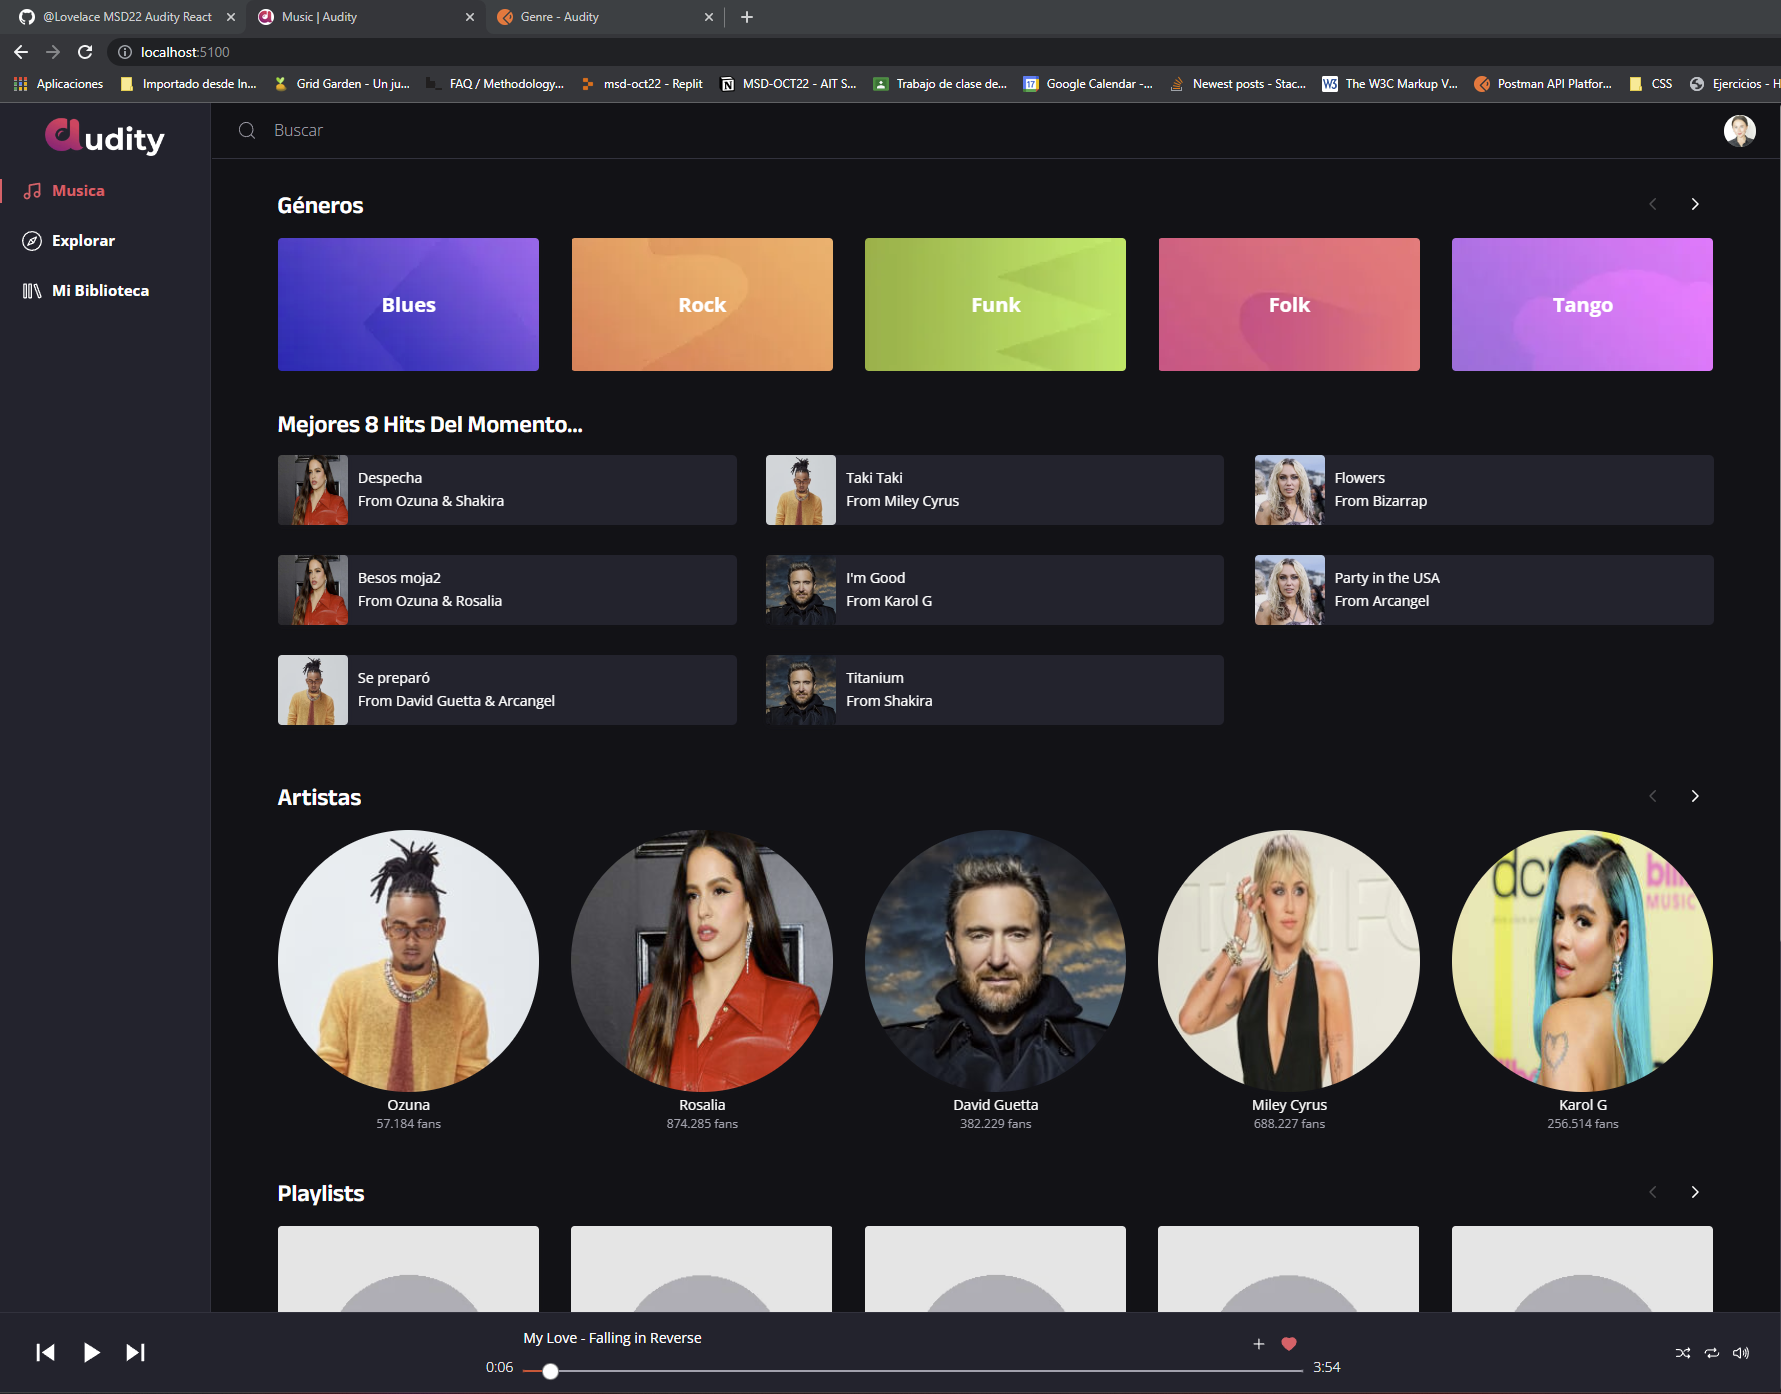 @Lovelace MSD22 Audity React
Music | Audity
Genre - Audity
localhost:5100
Aplicaciones
Importado desde In...
Grid Garden - Un ju...
FAQ / Methodology...
msd-oct22 - Replit
MSD-OCT22 - AIT S...
Trabajo de clase de...
Google Calendar -...
Newest posts - Stac...
The W3C Markup V...
Postman API Platfor...
CSS
Ejercicios - H
audity
Buscar
Musica
Explorar
Mi Biblioteca
Géneros
Blues
Rock
Funk
Folk
Tango
Mejores 8 Hits Del Momento...
Despecha
From Ozuna & Shakira
Taki Taki
From Miley Cyrus
Flowers
From Bizarrap
Besos moja2
From Ozuna & Rosalia
I'm Good
From Karol G
Party in the USA
From Arcangel
Se preparó
From David Guetta & Arcangel
Titanium
From Shakira
Artistas
Ozuna
57.184 fans
Rosalia
874.285 fans
David Guetta
382.229 fans
Miley Cyrus
688.227 fans
Karol G
256.514 fans
Playlists
My Love - Falling in Reverse
0:06
3:54